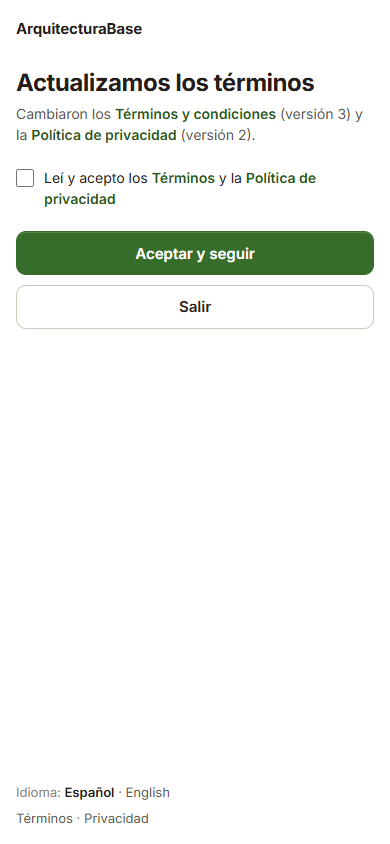 ArquitecturaBase
Actualizamos los términos
Cambiaron los Términos y condiciones (versión 3) y
la Política de privacidad (versión 2).
Leí y acepto los Términos y la Política de
privacidad
Aceptar y seguir
Salir
Idioma: Español · English
Términos · Privacidad